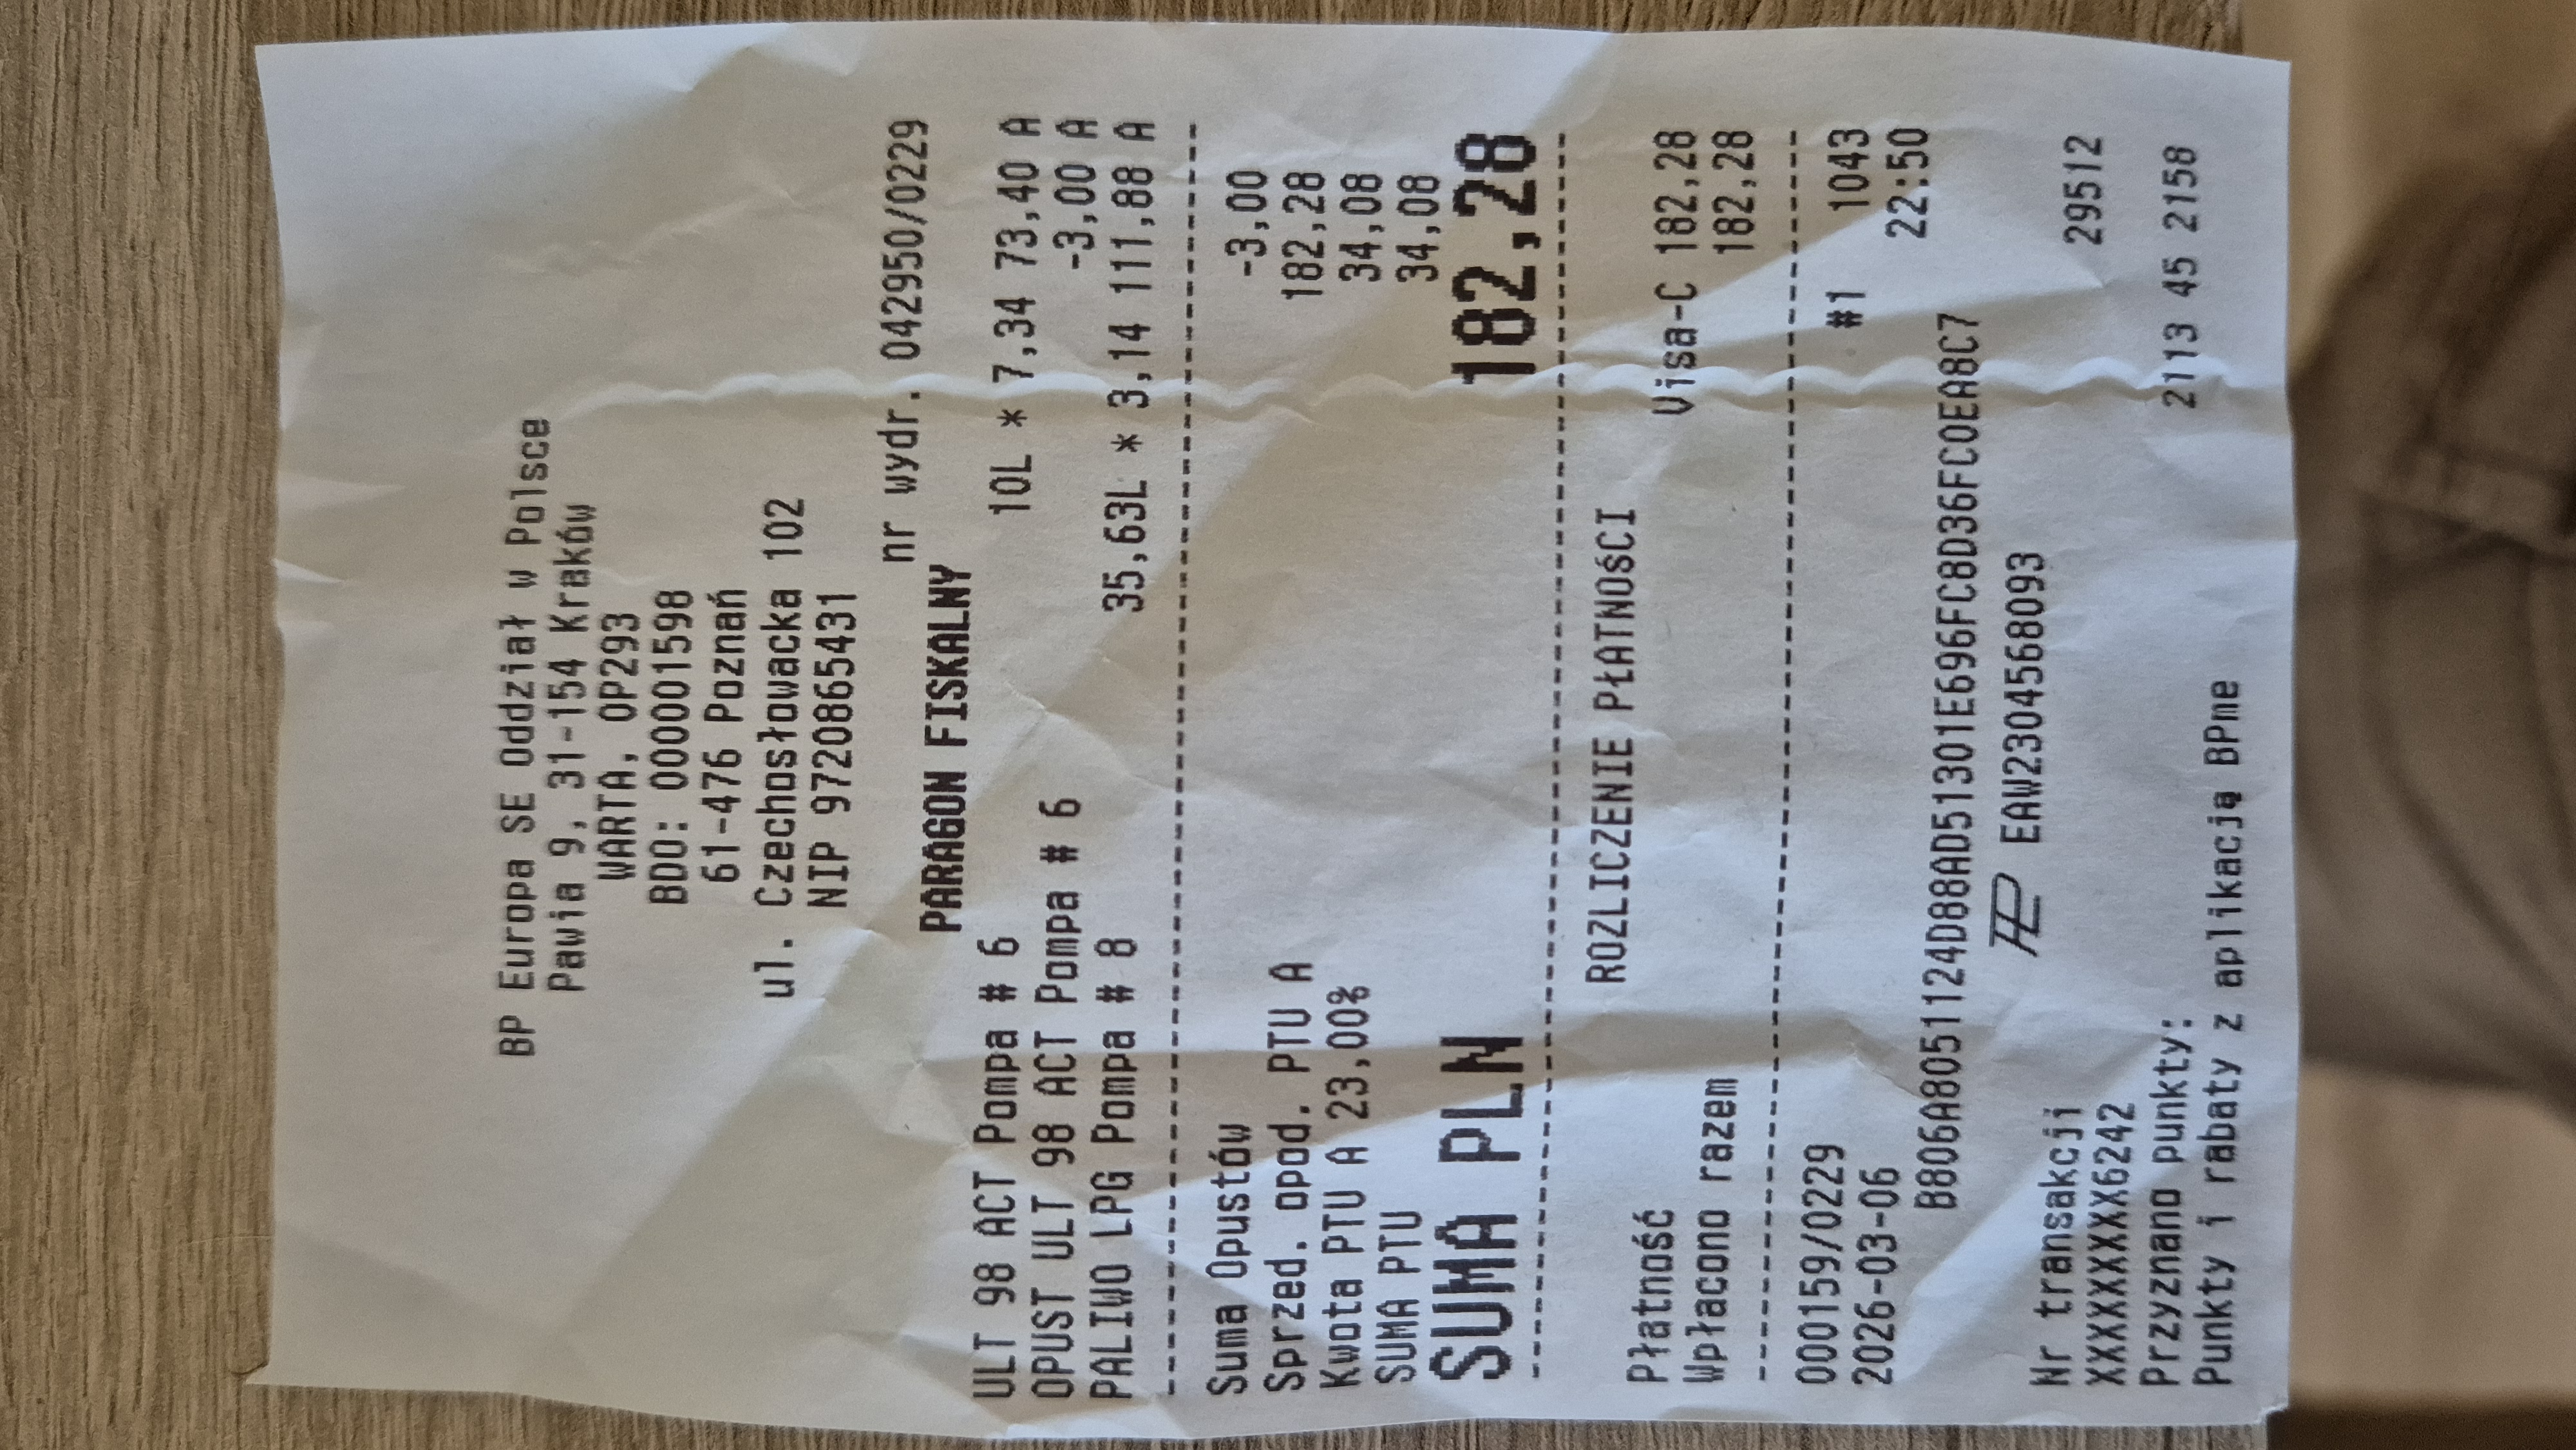 BP Europa SE Oddział w Polsce
Pawia 9, 31-154 Kraków
WARTA, OP293
BDO: 000001598
61-476 Poznań
ul. Czechosłowacka 102
NIP 9720865431
nr wydr. 042950/0229
PARAGON FISKALNY
ULT 98 ACT Pompa # 6 10L * 7,34 73,40 A
OPUST ULT 98 ACT Pompa # 6 -3,00 A
PALIWO LPG Pompa # 8 35,63L * 3,14 111,88 A
Suma Opustów -3,00
Sprzed. opod. PTU A 182,28
Kwota PTU A 23,00% 34,08
SUMA PTU 34,08
SUMA PLN 182,28
ROZLICZENIE PŁATNOŚCI
Płatność Visa-C 182,28
Wpłacono razem 182,28
000159/0229 #1 1043
2026-03-06 22:50
B806A8051124D88AD51301E696FC8D36FC0EA8C7
EAW2304568093
Nr transakcji 29512
XXXXXXXXXX6242
Przyznano punkty: 2113 45 2158
Punkty i rabaty z aplikacją BPme